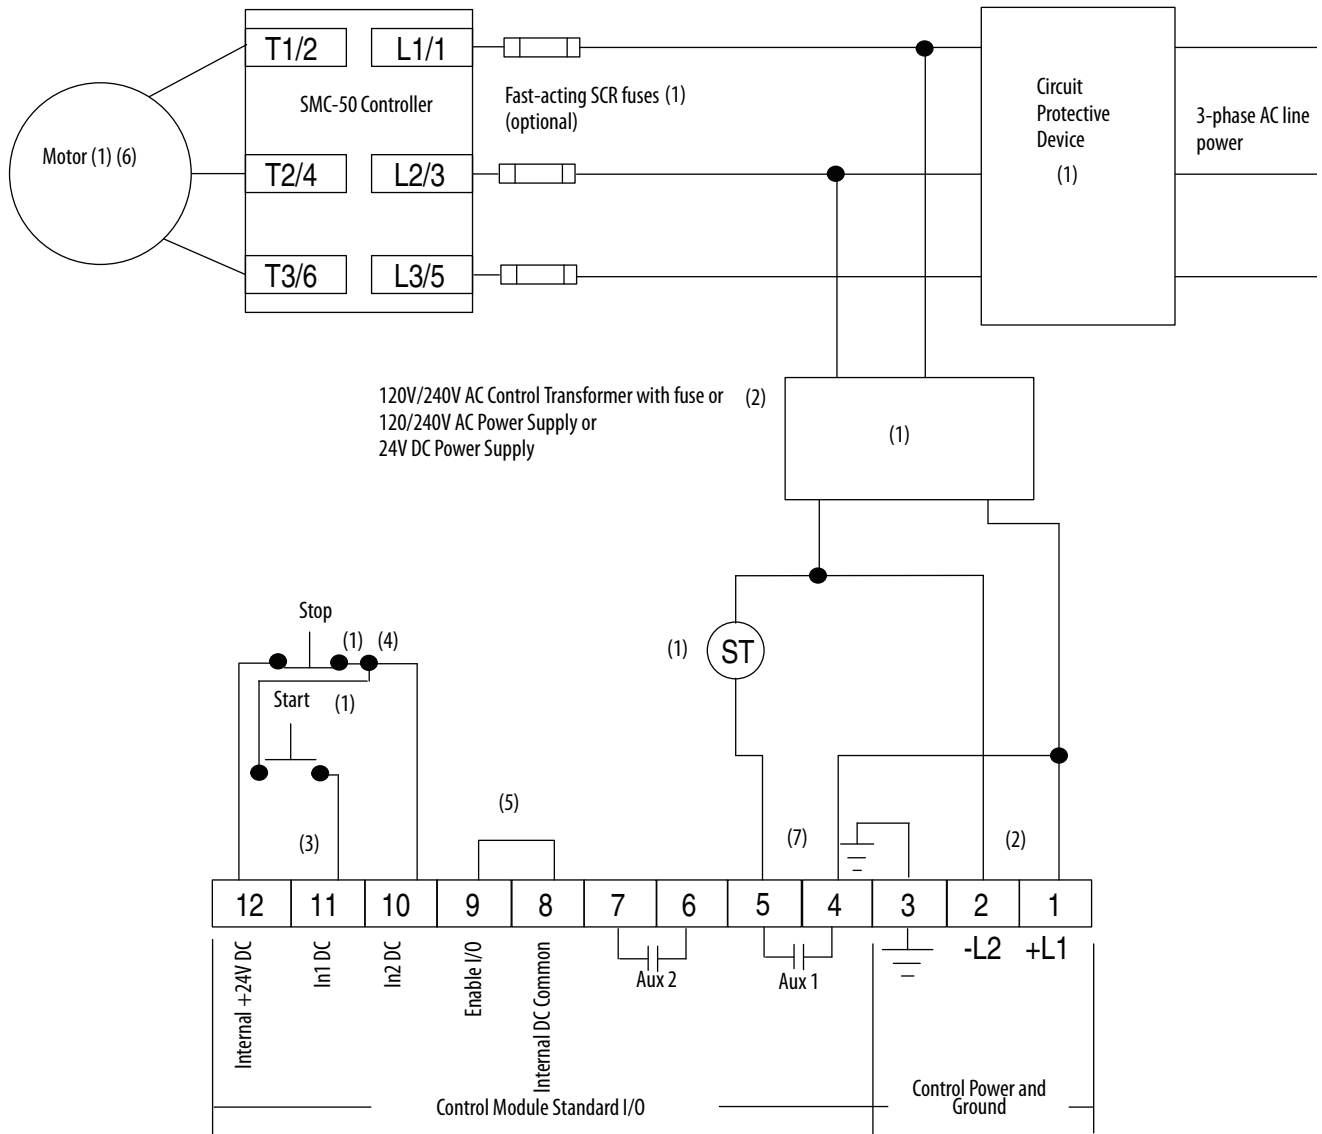 T1/2
L1/1
SMC-50 Controller
Fast-acting SCR fuses (1)
(optional)
Circuit
Protective
Device
(1)
3-phase AC line
power
Motor (1) (6)
T2/4
L2/3
T3/6
L3/5
120V/240V AC Control Transformer with fuse or (2)
120/240V AC Power Supply or
24V DC Power Supply
(1)
Stop
(1) (4)
Start (1)
(1)
ST
(3)
(5)
(7)
(2)
12 11 10 9 8 7 6 5 4 3 2 1
Internal +24V DC
In1 DC
In2 DC
Enable I/O
Internal DC Common
Aux 2
Aux 1
-L2
+L1
Control Module Standard I/O
Control Power and
Ground